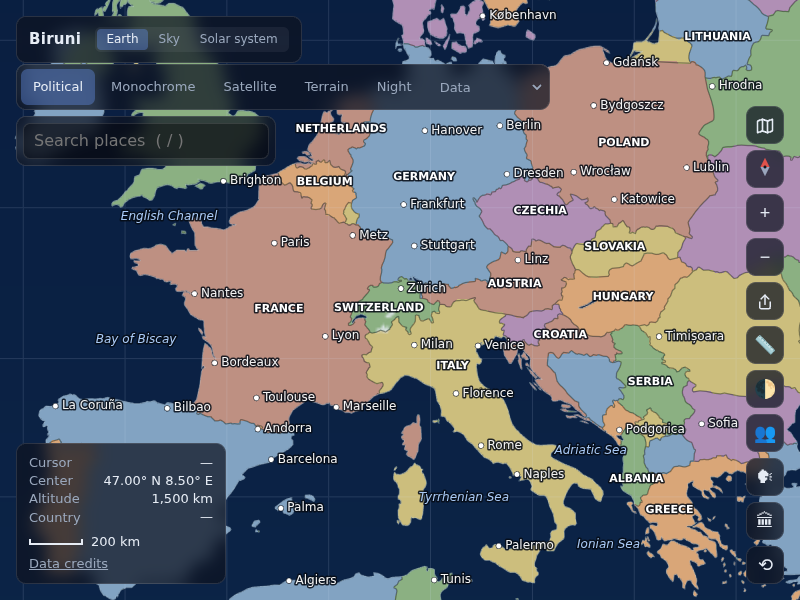 Biruni Earth Sky Solar system
Political Monochrome Satellite Terrain Night Data
Search places ( / )
København
LITHUANIA
Gdańsk
Hrodna
Bydgoszcz
NETHERLANDS
Hanover
Berlin
POLAND
Brighton
BELGIUM
GERMANY
Dresden
Wrocław
Lublin
English Channel
Frankfurt
CZECHIA
Katowice
Paris
Metz
Stuttgart
SLOVAKIA
Linz
Nantes
FRANCE
SWITZERLAND
Zürich
AUSTRIA
HUNGARY
Bay of Biscay
Lyon
Milan
Venice
CROATIA
Timișoara
Bordeaux
ITALY
SERBIA
La Coruña
Bilbao
Toulouse
Marseille
Florence
Andorra
Podgorica
Sofia
Barcelona
Rome
Adriatic Sea
Naples
ALBANIA
Palma
Tyrrhenian Sea
GREECE
Palermo
Ionian Sea
Algiers
Tunis
Cursor —
Center 47.00° N 8.50° E
Altitude 1,500 km
Country —
200 km
Data credits